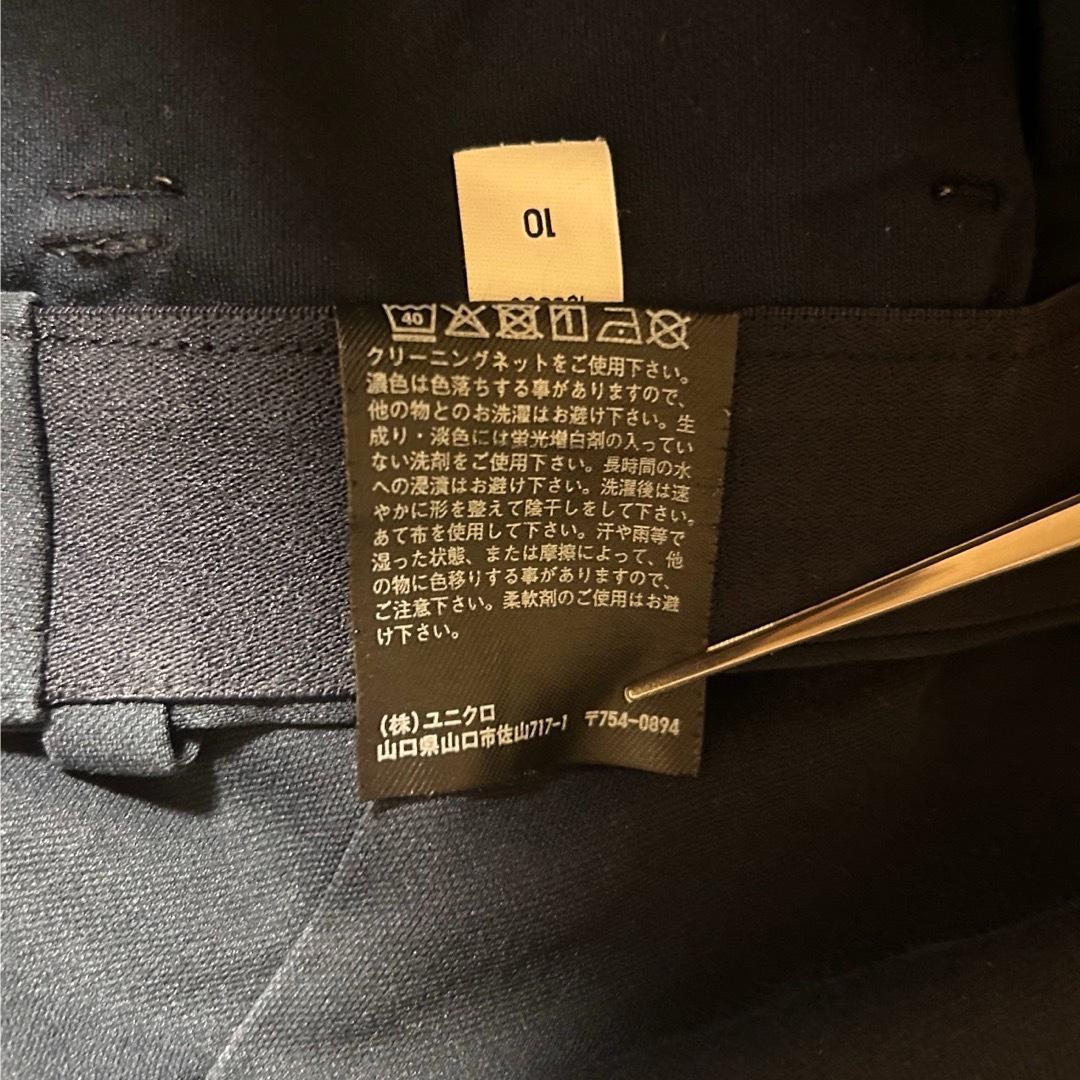 10
40
クリーニングネットをご使用下さい。
濃色は色落ちする事がありますので、
他の物とのお洗濯はお避け下さい。生
成り・淡色には蛍光増白剤の入ってい
ない洗剤をご使用下さい。長時間の水
への浸漬はお避け下さい。洗濯後は速
やかに形を整えて陰干しをして下さい。
あて布を使用して下さい。汗や雨等で
湿った状態、または摩擦によって、他
の物に色移りする事がありますので、
ご注意下さい。柔軟剤のご使用はお避
け下さい。
(株)ユニクロ
山口県山口市佐山717-1 〒754-0894